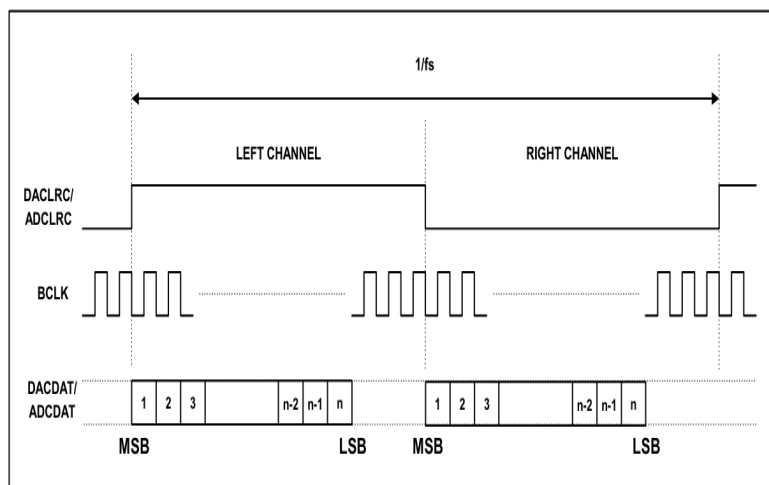 1/fs
LEFT CHANNEL RIGHT CHANNEL
DACLRC/
ADCLRC
BCLK
DACDAT/
ADCDAT
1 2 3 n-2 n-1 n 1 2 3 n-2 n-1 n
MSB LSB MSB LSB